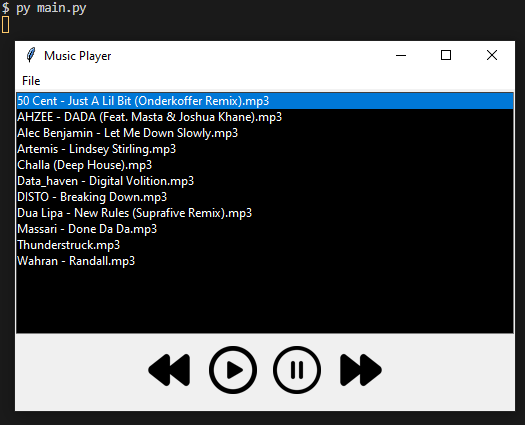 $ py main.py
Music Player
File
50 Cent - Just A Lil Bit (Onderkoffer Remix).mp3
AHZEE - DADA (Feat. Masta & Joshua Khane).mp3
Alec Benjamin - Let Me Down Slowly.mp3
Artemis - Lindsey Stirling.mp3
Challa (Deep House).mp3
Data_haven - Digital Volition.mp3
DISTO - Breaking Down.mp3
Dua Lipa - New Rules (Suprafive Remix).mp3
Massari - Done Da Da.mp3
Thunderstruck.mp3
Wahran - Randall.mp3